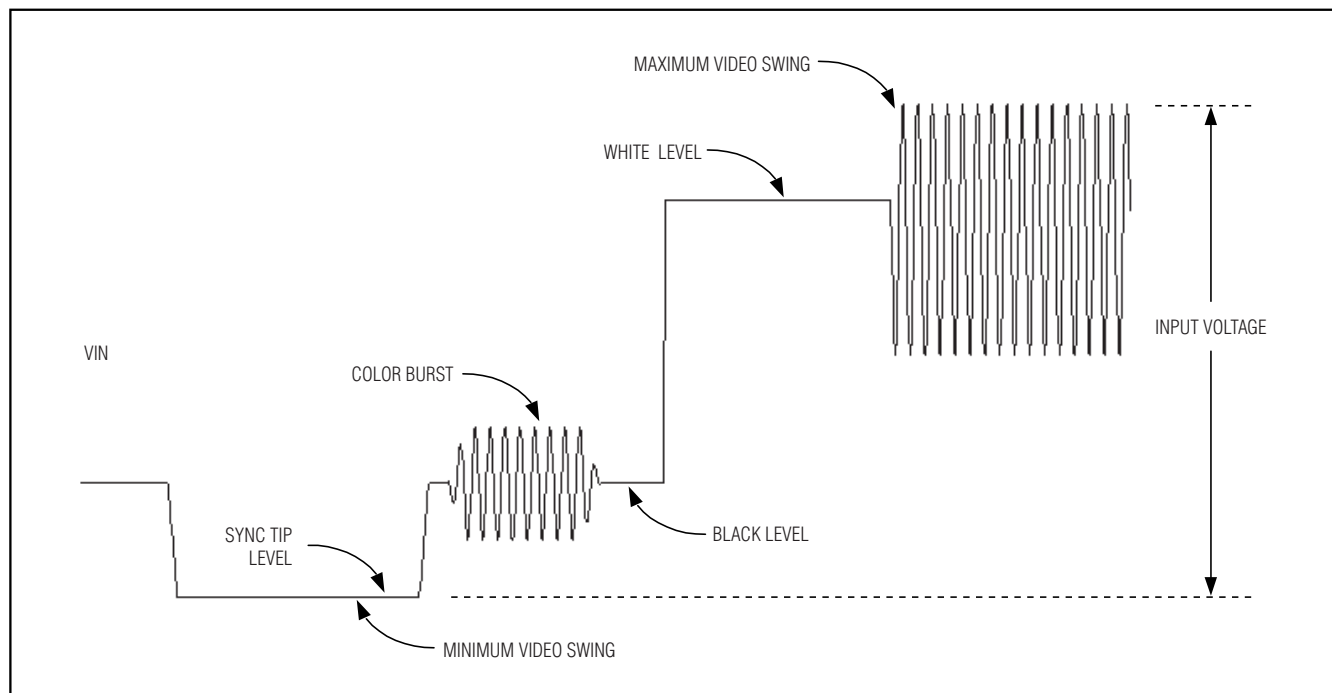 MAXIMUM VIDEO SWING
WHITE LEVEL
INPUT VOLTAGE
VIN
COLOR BURST
SYNC TIP
LEVEL
BLACK LEVEL
MINIMUM VIDEO SWING